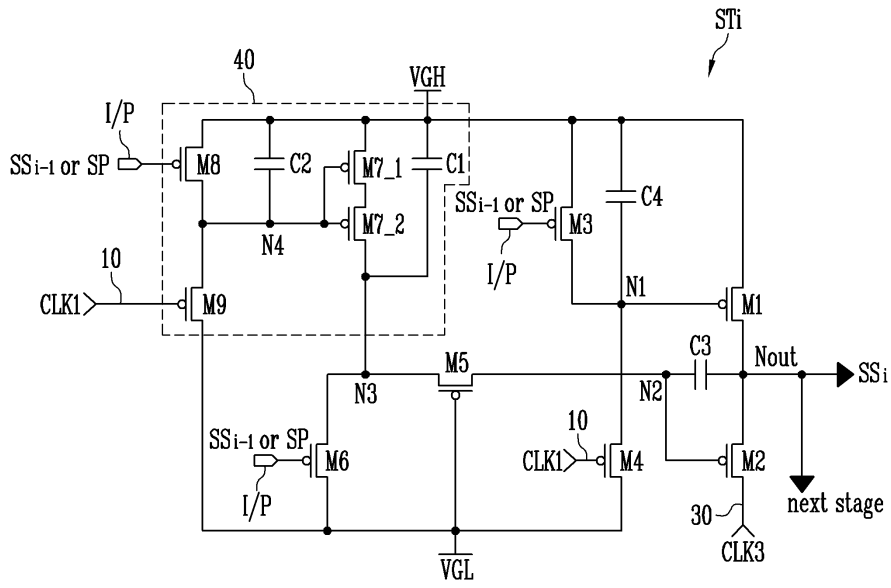 STi
40
VGH
I/P
SSi-1 or SP
M8
C2
M7_1
C1
SSi-1 or SP
M3
C4
M7_2
N4
I/P
10
CLK1
M9
N1
M1
M5
C3
Nout
SSi
N3
N2
SSi-1 or SP
M6
I/P
10
CLK1
M4
M2
next stage
30
VGL
CLK3